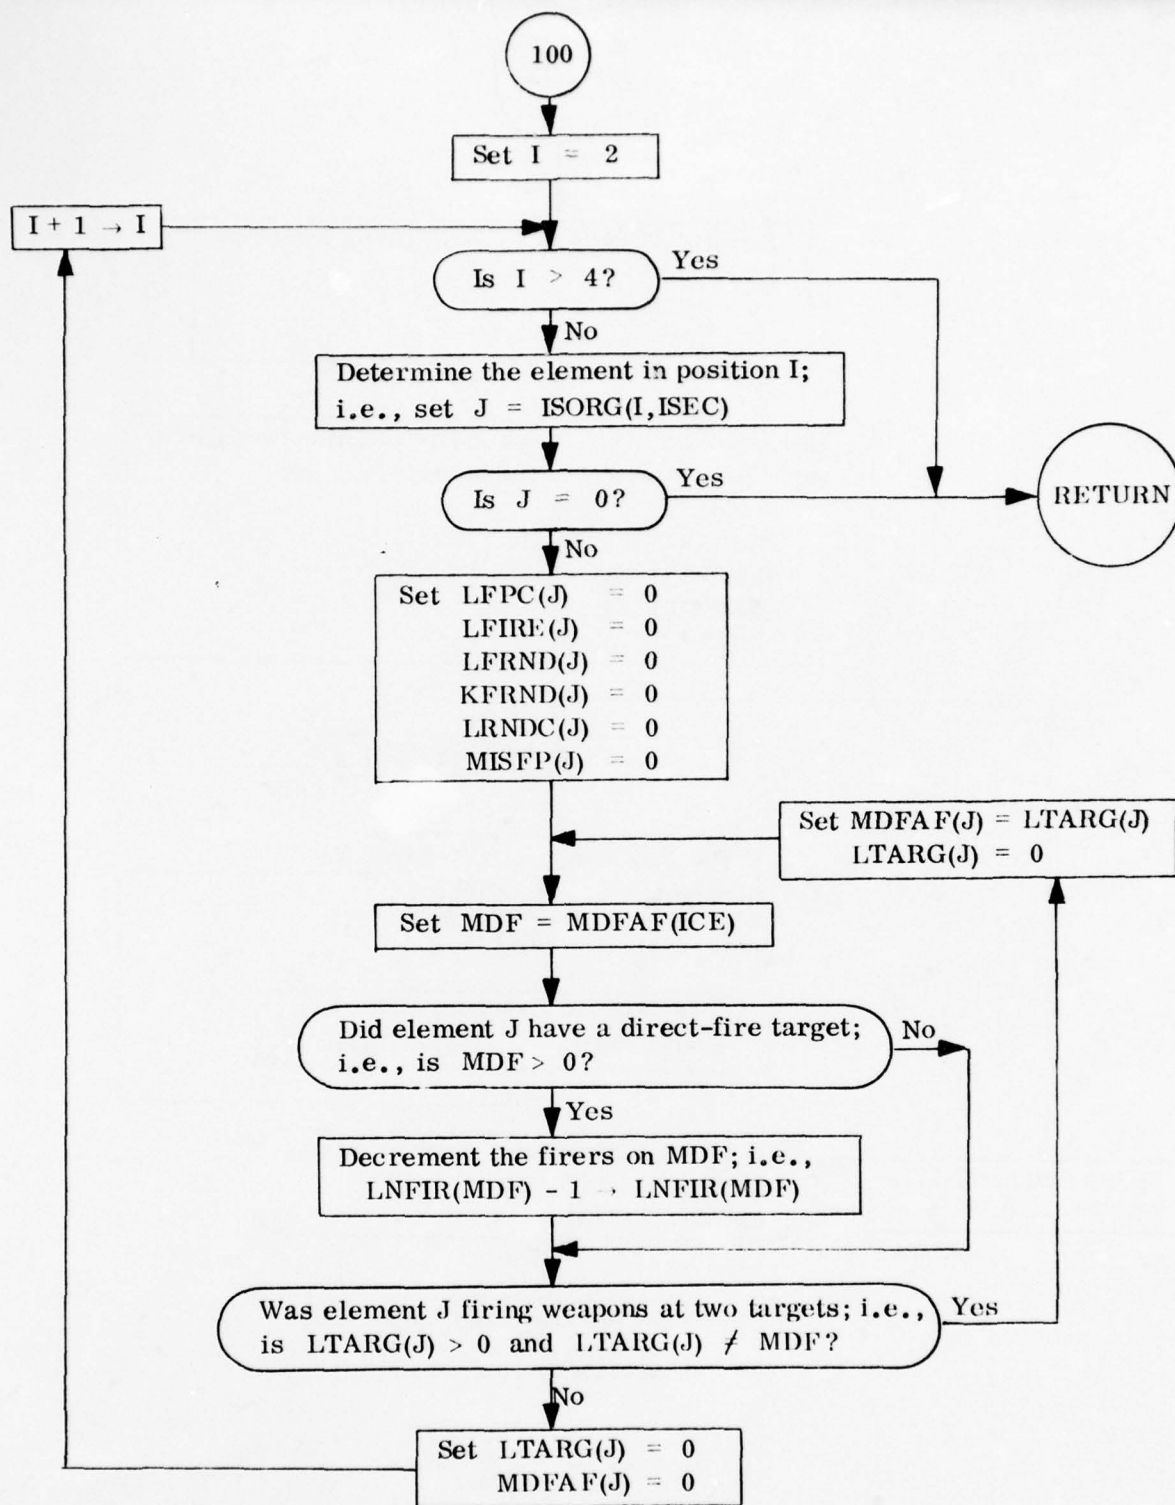 100
Set I = 2
I + 1 → I
Is I > 4?
Yes
No
Determine the element in position I;
i.e., set J = ISORG(I,ISEC)
Is J = 0?
Yes
RETURN
No
Set LFPC(J) = 0
LFIRE(J) = 0
LFRND(J) = 0
KFRND(J) = 0
LRNDC(J) = 0
MISFP(J) = 0
Set MDFAF(J) = LTARG(J)
LTARG(J) = 0
Set MDF = MDFAF(ICE)
Did element J have a direct-fire target;
i.e., is MDF > 0?
No
Yes
Decrement the firers on MDF; i.e.,
LNFIR(MDF) - 1 → LNFIR(MDF)
Was element J firing weapons at two targets; i.e.,
is LTARG(J) > 0 and LTARG(J) ≠ MDF?
Yes
No
Set LTARG(J) = 0
MDFAF(J) = 0